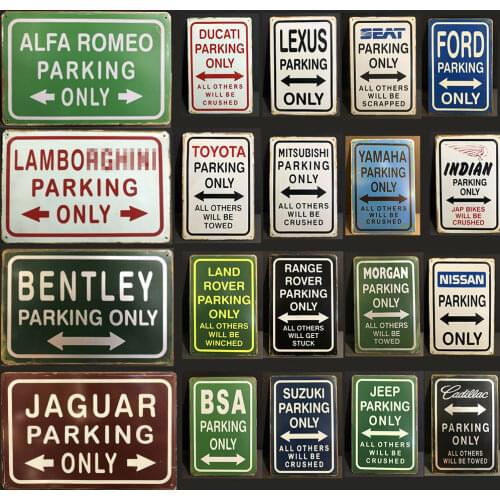 ALFA ROMEO
PARKING
ONLY
DUCATI
PARKING
ONLY
ALL OTHERS
WILL BE
CRUSHED
LEXUS
PARKING
ONLY
SEAT
PARKING
ONLY
ALL OTHERS
WILL BE
SCRAPPED
FORD
PARKING
ONLY
LAMBORGHINI
PARKING
ONLY
TOYOTA
PARKING
ONLY
ALL OTHERS
WILL BE
TOWED
MITSUBISHI
PARKING
ONLY
ALL OTHERS
WILL BE
CRUSHED
YAMAHA
PARKING
ONLY
ALL OTHERS
WILL BE
CRUSHED
INDIAN
PARKING
ONLY
JAP BIKES
WILL BE
CRUSHED
BENTLEY
PARKING ONLY
LAND
ROVER
PARKING
ONLY
ALL OTHERS
WILL BE
WINCHED
RANGE
ROVER
PARKING
ONLY
ALL OTHERS
WILL GET
STUCK
MORGAN
PARKING
ONLY
ALL OTHERS
WILL BE
TOWED
NISSAN
PARKING
ONLY
JAGUAR
PARKING
ONLY
BSA
PARKING
ONLY
SUZUKI
PARKING
ONLY
ALL OTHERS
WILL BE
CRUSHED
JEEP
PARKING
ONLY
ALL OTHERS
WILL BE
CRUSHED
Cadillac
PARKING
ONLY
ALL OTHERS
WILL BE
CRUSHED